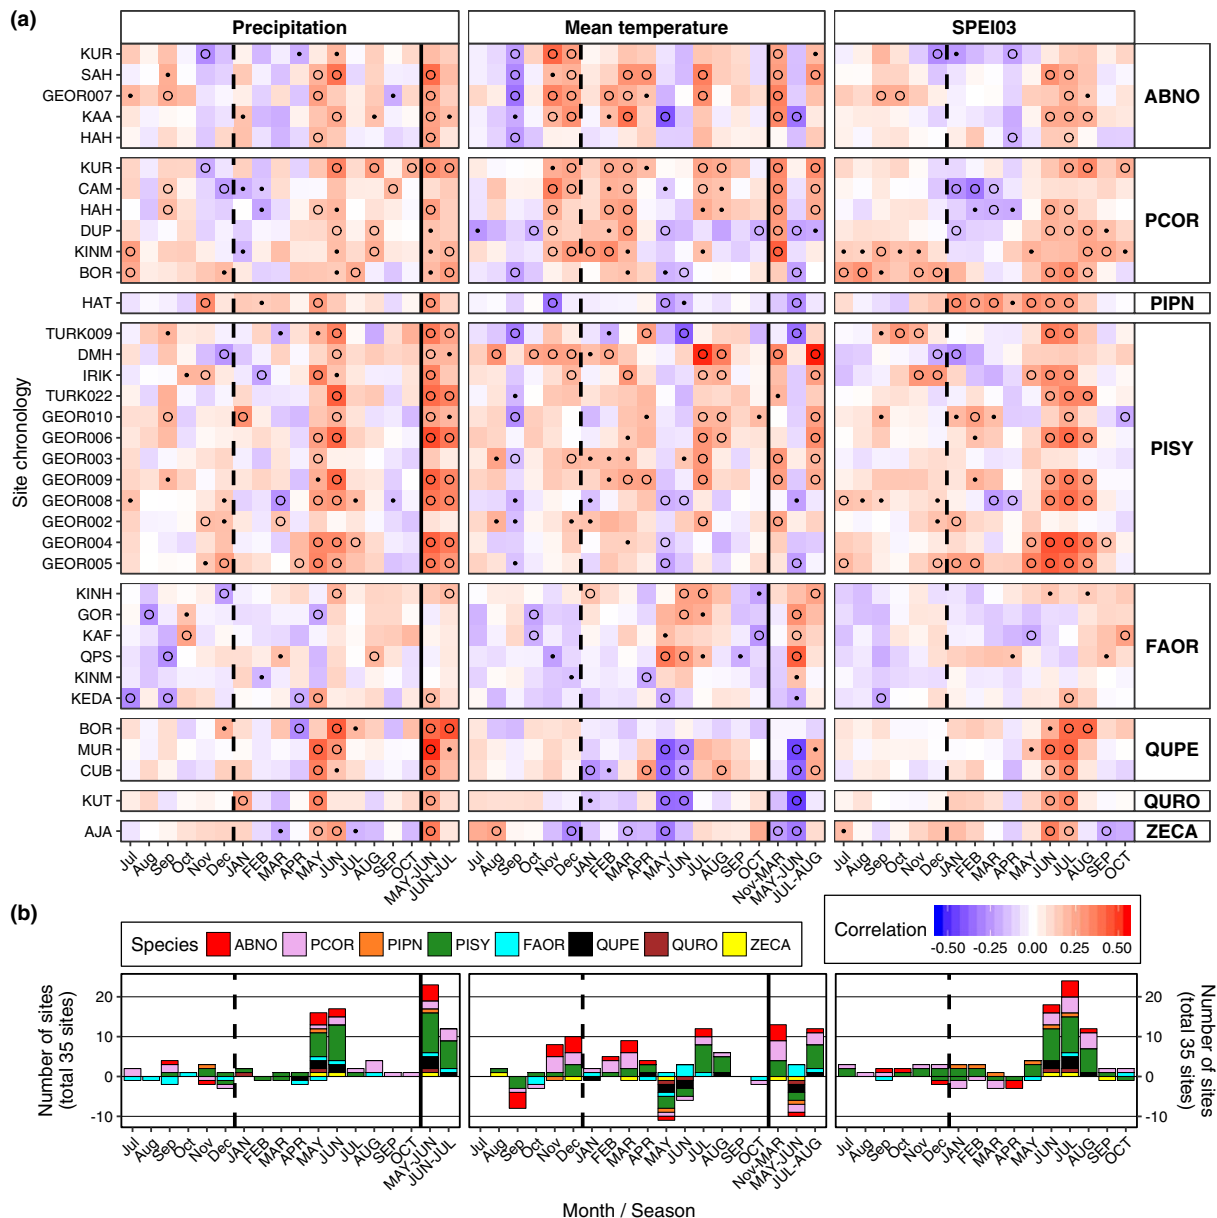 (a)
Precipitation
Mean temperature
SPEI03
Site chronology
KUR
SAH
GEOR007
KAA
HAH
ABNO
KUR
CAM
HAH
DUP
KINM
BOR
PCOR
HAT
PIPN
TURK009
DMH
IRIK
TURK022
GEOR010
GEOR006
GEOR003
GEOR009
GEOR008
GEOR002
GEOR004
GEOR005
PISY
KINH
GOR
KAF
QPS
KINM
KEDA
FAOR
BOR
MUR
CUB
QUPE
KUT
QURO
AJA
ZECA
Jul Aug Sep Oct Nov Dec JAN FEB MAR APR MAY JUN JUL AUG SEP OCT MAY-JUN JUN-JUL
Jul Aug Sep Oct Nov Dec JAN FEB MAR APR MAY JUN JUL AUG SEP OCT Nov-MAR MAY-JUN JUL-AUG
Jul Aug Sep Oct Nov Dec JAN FEB MAR APR MAY JUN JUL AUG SEP OCT
(b)
Species ABNO PCOR PIPN PISY FAOR QUPE QURO ZECA
Correlation
-0.50 -0.25 0.00 0.25 0.50
Number of sites
(total 35 sites)
20
10
0
-10
20
10
0
-10
Number of sites
(total 35 sites)
Jul Aug Sep Oct Nov Dec JAN FEB MAR APR MAY JUN JUL AUG SEP OCT MAY-JUN JUN-JUL
Jul Aug Sep Oct Nov Dec JAN FEB MAR APR MAY JUN JUL AUG SEP OCT Nov-MAR MAY-JUN JUL-AUG
Jul Aug Sep Oct Nov Dec JAN FEB MAR APR MAY JUN JUL AUG SEP OCT
Month / Season